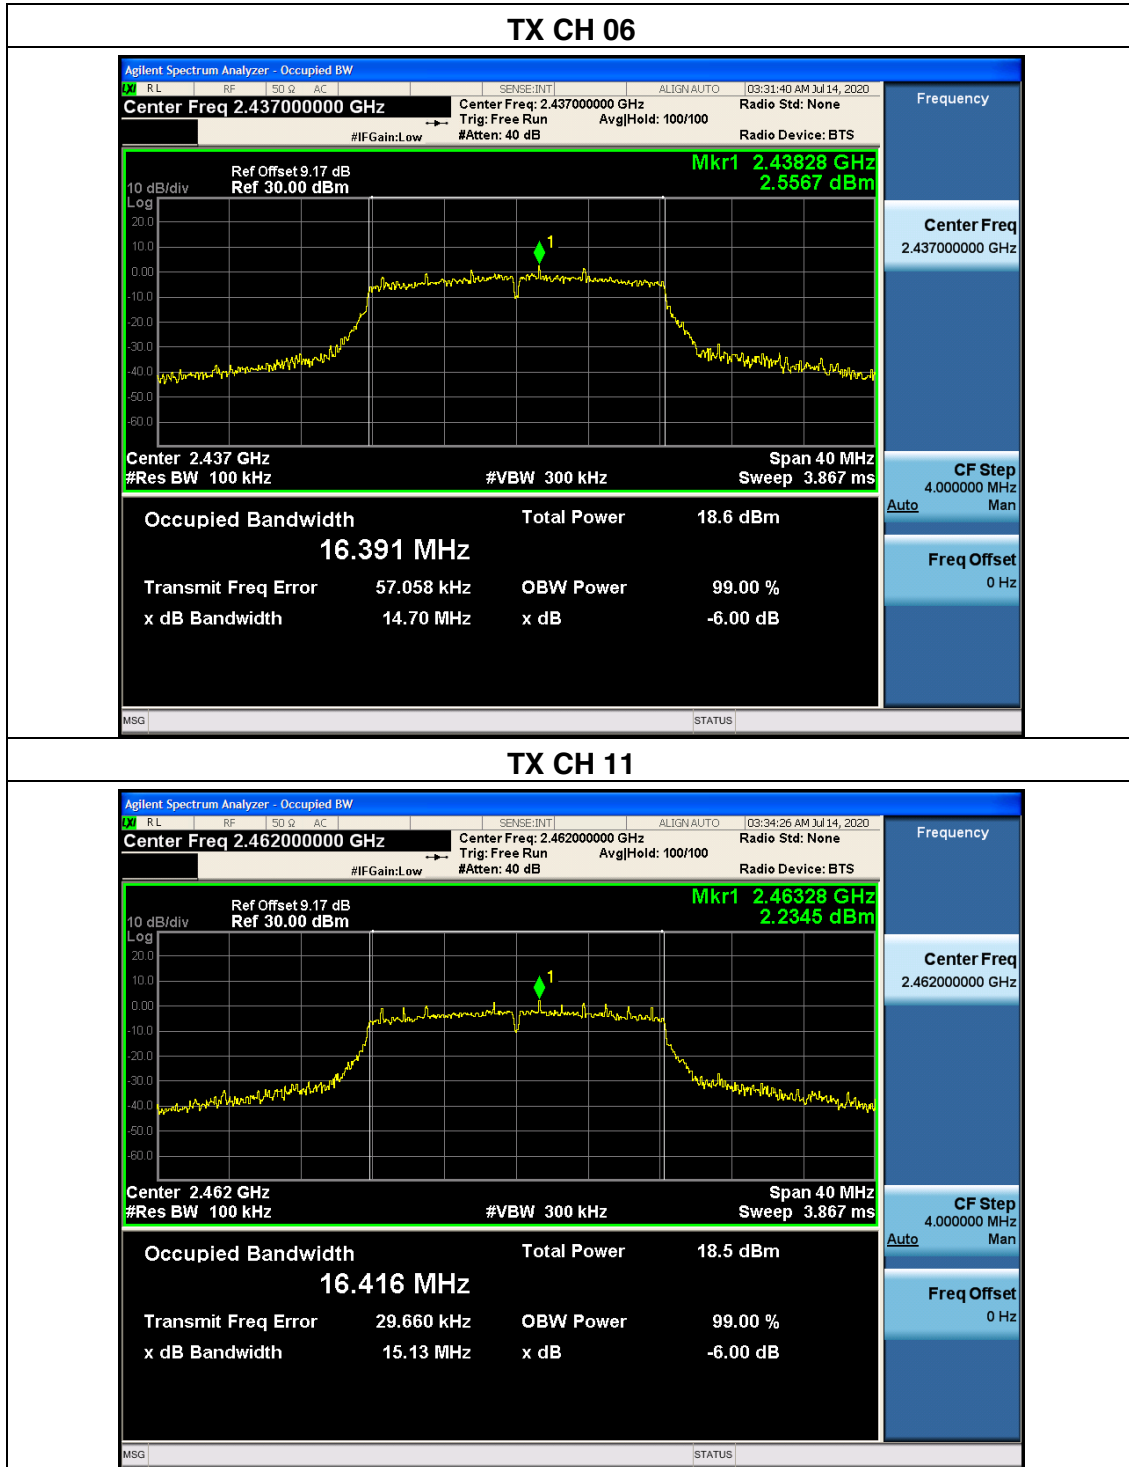 TX CH 06
Agilent Spectrum Analyzer - Occupied BW
LXI RL RF 50 Ω AC SENSE:INT ALIGN AUTO 03:31:40 AM Jul 14, 2020
Center Freq 2.437000000 GHz Center Freq: 2.437000000 GHz Radio Std: None Frequency
Trig: Free Run Avg|Hold: 100/100
#IFGain:Low #Atten: 40 dB Radio Device: BTS
Mkr1 2.43828 GHz
Ref Offset 9.17 dB
10 dB/div Ref 30.00 dBm 2.5567 dBm
Log
20.0
10.0
0.00
-10.0
-20.0
-30.0
-40.0
-50.0
-60.0
1
Center Freq
2.437000000 GHz
Center 2.437 GHz Span 40 MHz
#Res BW 100 kHz #VBW 300 kHz Sweep 3.867 ms
CF Step
4.000000 MHz
Auto Man
Occupied Bandwidth Total Power 18.6 dBm
16.391 MHz
Freq Offset
0 Hz
Transmit Freq Error 57.058 kHz OBW Power 99.00 %
x dB Bandwidth 14.70 MHz x dB -6.00 dB
MSG STATUS
TX CH 11
Agilent Spectrum Analyzer - Occupied BW
LXI RL RF 50 Ω AC SENSE:INT ALIGN AUTO 03:34:26 AM Jul 14, 2020
Center Freq 2.462000000 GHz Center Freq: 2.462000000 GHz Radio Std: None Frequency
Trig: Free Run Avg|Hold: 100/100
#IFGain:Low #Atten: 40 dB Radio Device: BTS
Mkr1 2.46328 GHz
Ref Offset 9.17 dB
10 dB/div Ref 30.00 dBm 2.2345 dBm
Log
20.0
10.0
0.00
-10.0
-20.0
-30.0
-40.0
-50.0
-60.0
1
Center Freq
2.462000000 GHz
Center 2.462 GHz Span 40 MHz
#Res BW 100 kHz #VBW 300 kHz Sweep 3.867 ms
CF Step
4.000000 MHz
Auto Man
Occupied Bandwidth Total Power 18.5 dBm
16.416 MHz
Freq Offset
0 Hz
Transmit Freq Error 29.660 kHz OBW Power 99.00 %
x dB Bandwidth 15.13 MHz x dB -6.00 dB
MSG STATUS